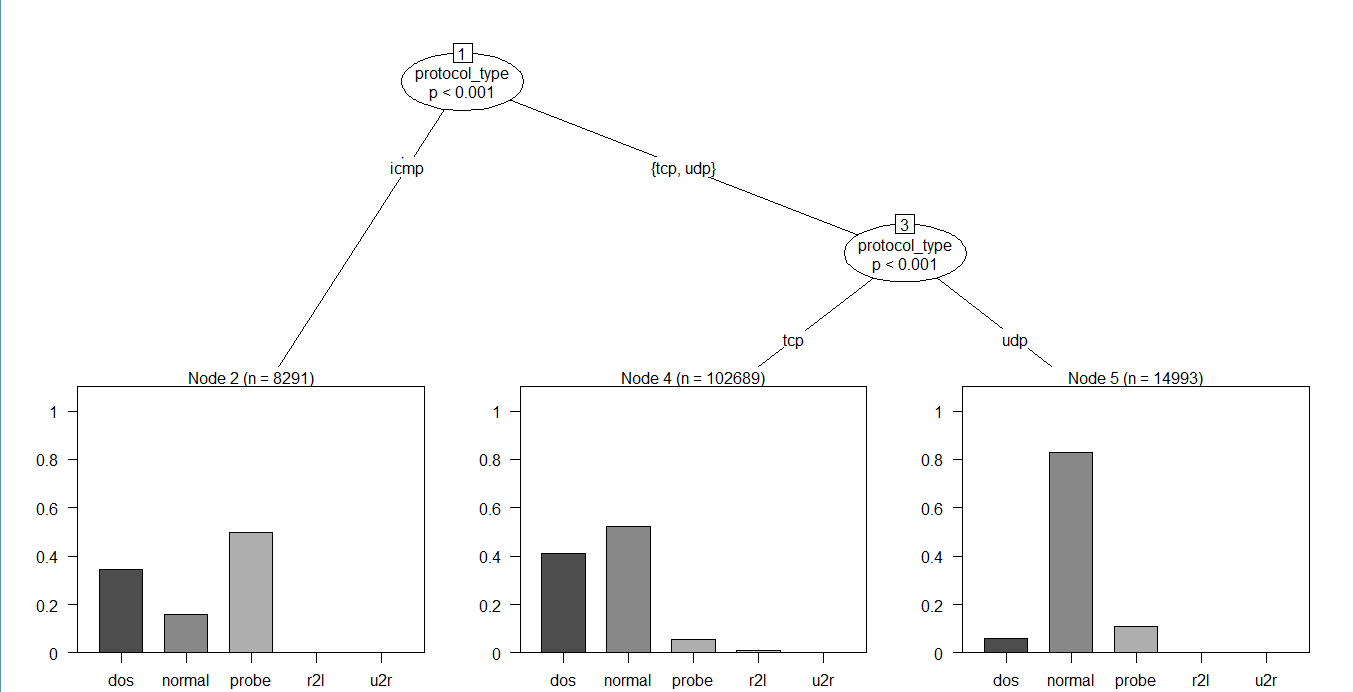 1
protocol_type
p < 0.001
icmp
{tcp, udp}
3
protocol_type
p < 0.001
tcp
udp
Node 2 (n = 8291)
1
0.8
0.6
0.4
0.2
0
dos normal probe r2l u2r
Node 4 (n = 102689)
1
0.8
0.6
0.4
0.2
0
dos normal probe r2l u2r
Node 5 (n = 14993)
1
0.8
0.6
0.4
0.2
0
dos normal probe r2l u2r